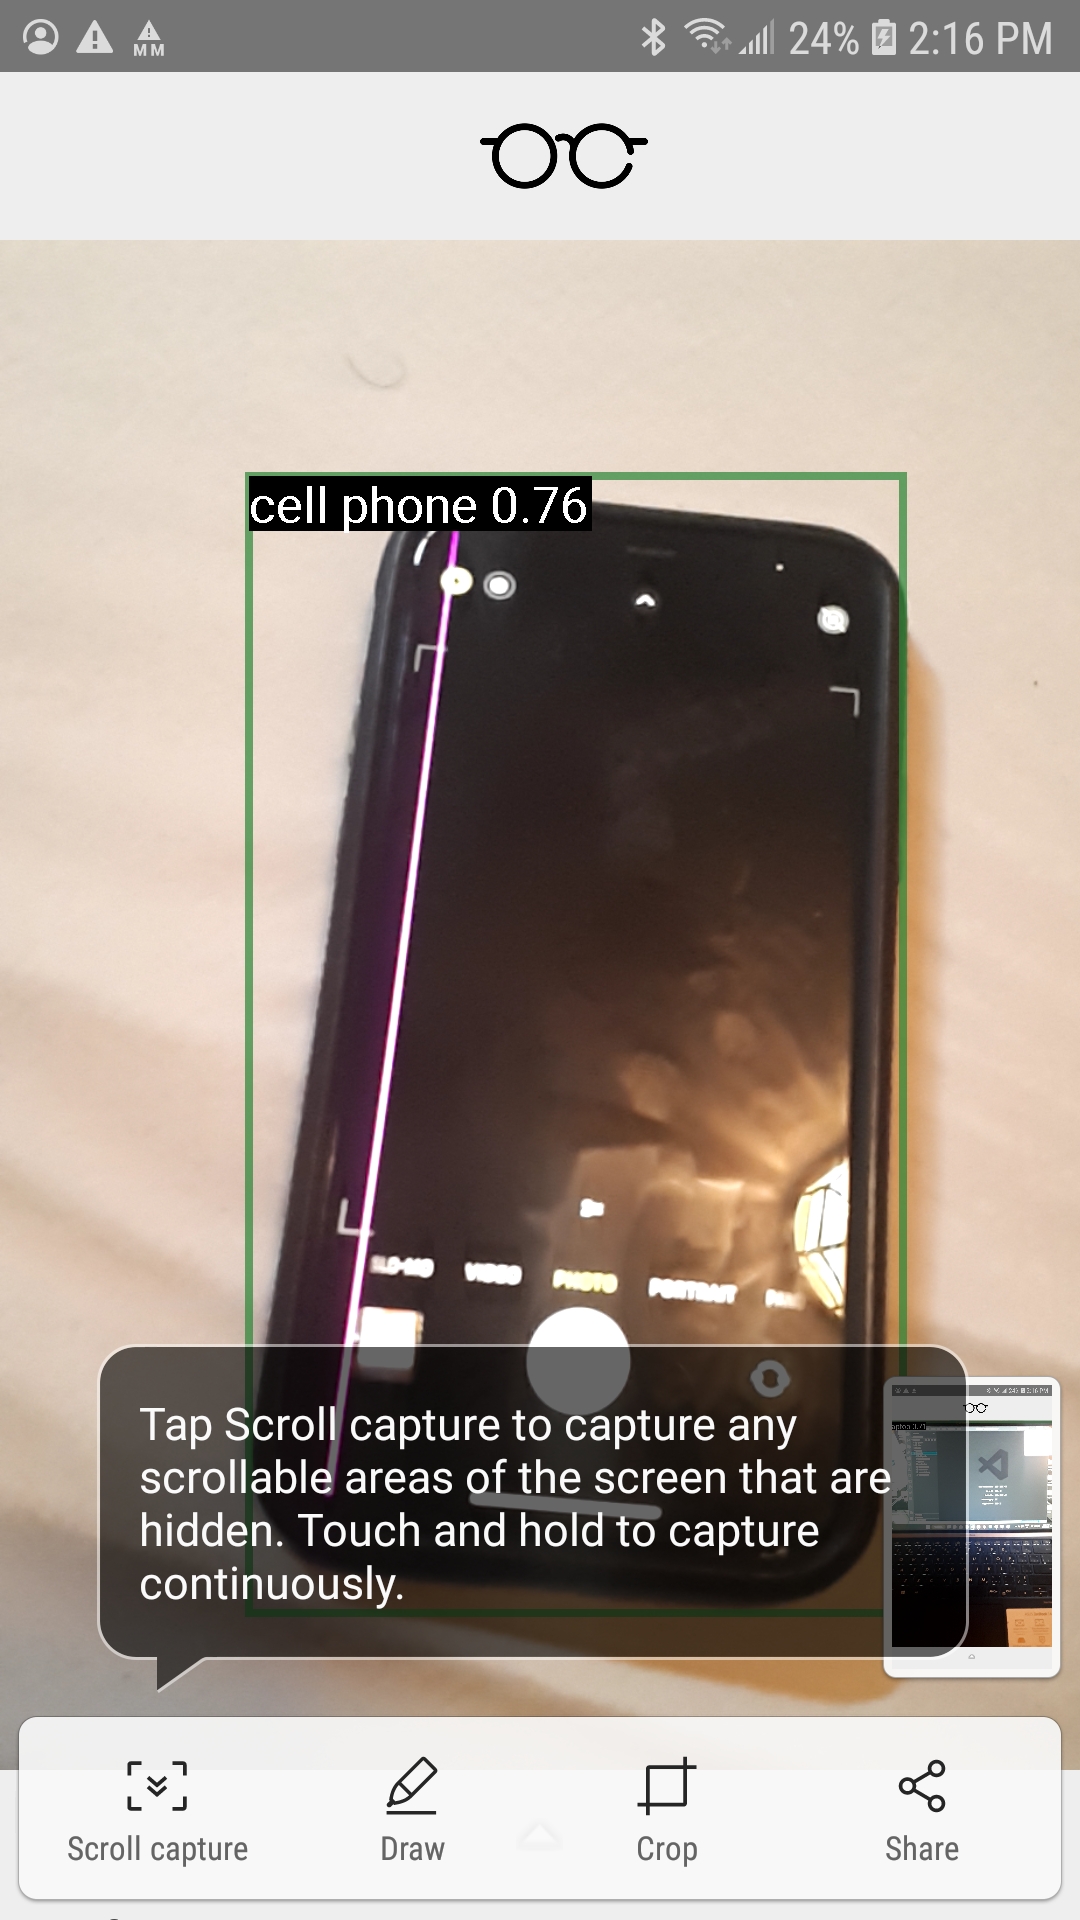 MM 24% 2:16 PM
cell phone 0.76
SLO-MO VIDEO PHOTO PORTRAIT
Tap Scroll capture to capture any
scrollable areas of the screen that are
hidden. Touch and hold to capture
continuously.
Scroll capture Draw Crop Share